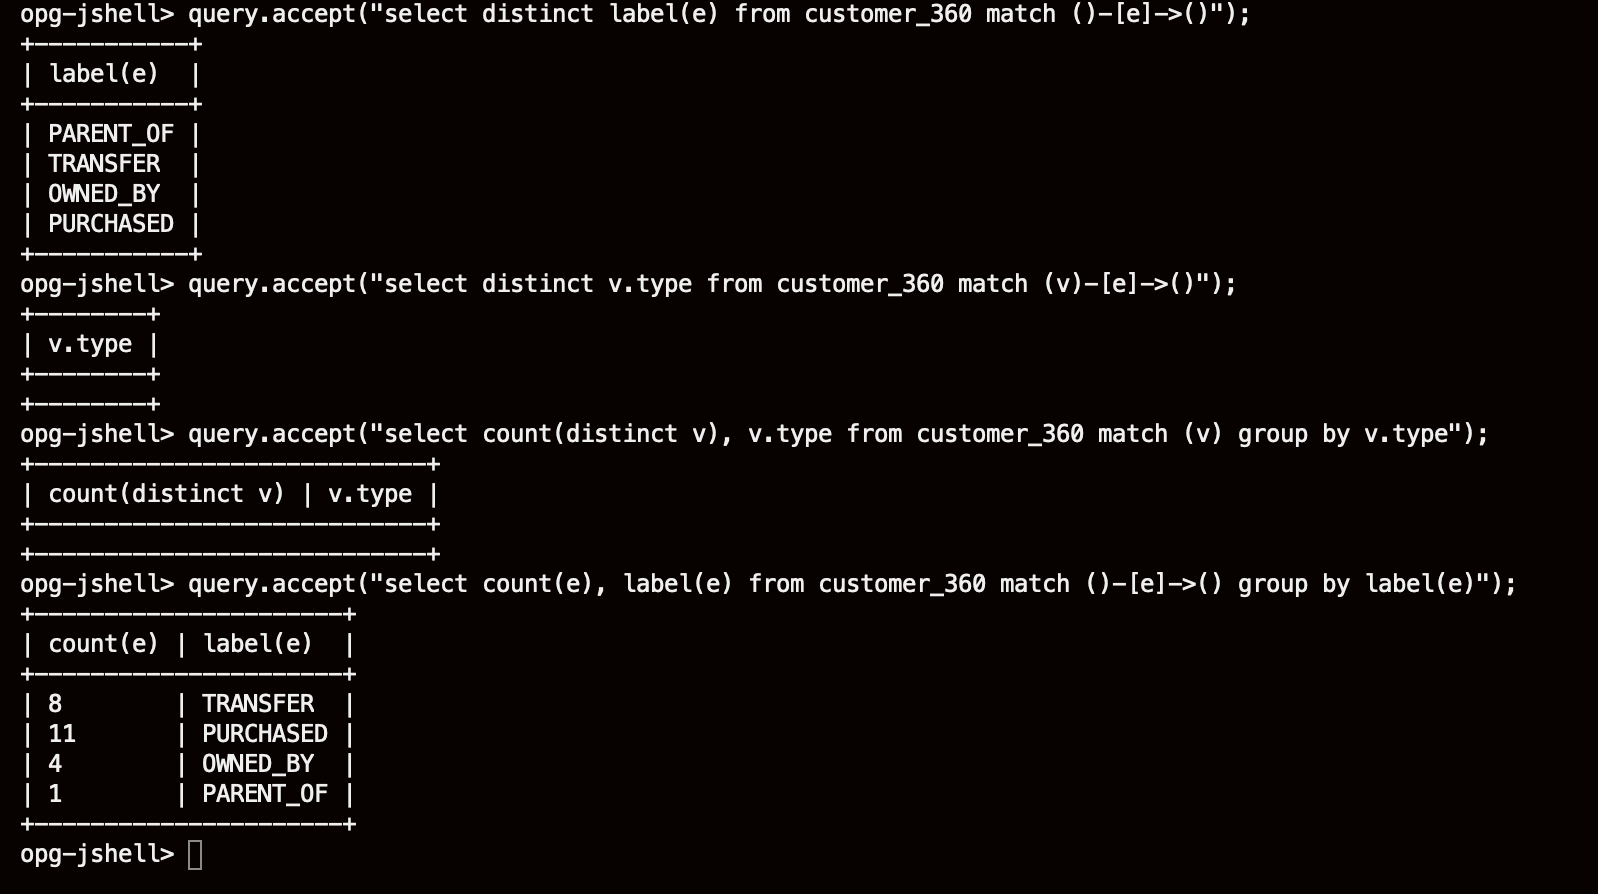 opg-jshell> query.accept("select distinct label(e) from customer_360 match ()-[e]->()");
+-----------+
| label(e)  |
+-----------+
| PARENT_OF |
| TRANSFER  |
| OWNED_BY  |
| PURCHASED |
+-----------+
opg-jshell> query.accept("select distinct v.type from customer_360 match (v)-[e]->()");
+--------+
| v.type |
+--------+
+--------+
opg-jshell> query.accept("select count(distinct v), v.type from customer_360 match (v) group by v.type");
+----------------------------+
| count(distinct v) | v.type |
+----------------------------+
+----------------------------+
opg-jshell> query.accept("select count(e), label(e) from customer_360 match ()-[e]->() group by label(e)");
+----------------------+
| count(e) | label(e)  |
+----------------------+
| 8        | TRANSFER  |
| 11       | PURCHASED |
| 4        | OWNED_BY  |
| 1        | PARENT_OF |
+----------------------+
opg-jshell>